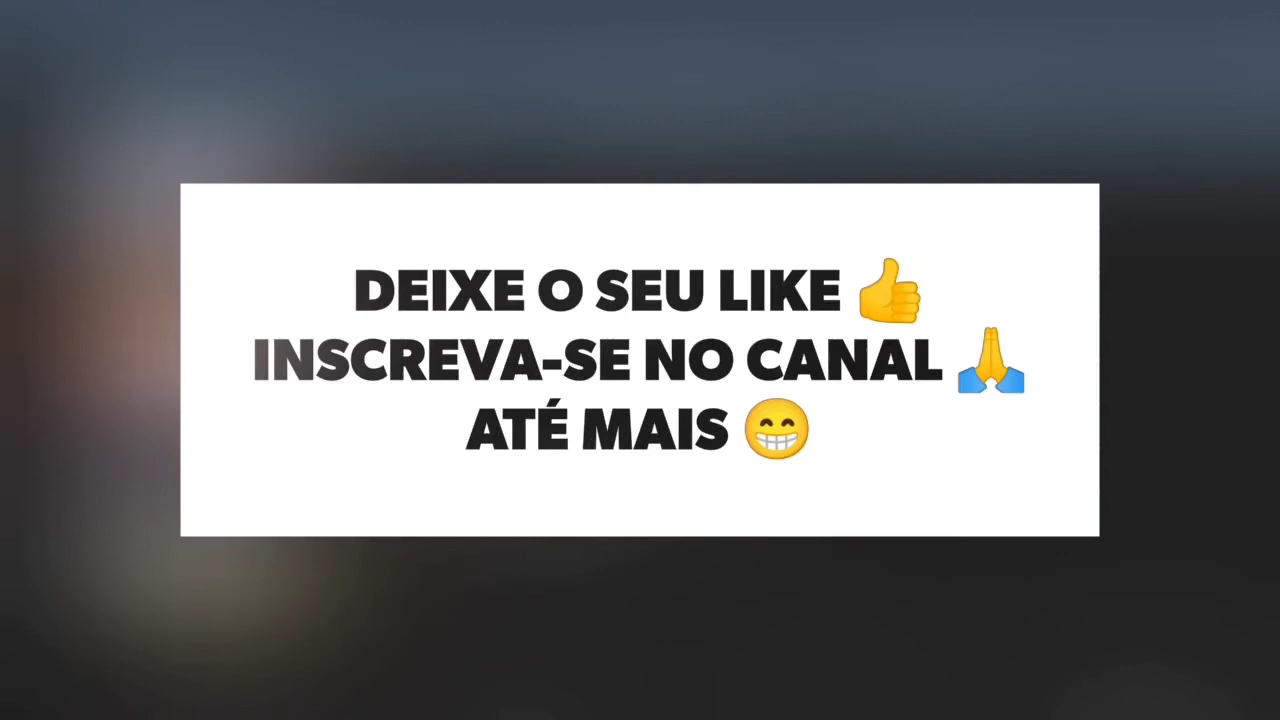 DEIXE O SEU LIKE 👍
INSCREVA-SE NO CANAL 🙏
ATÉ MAIS 😁